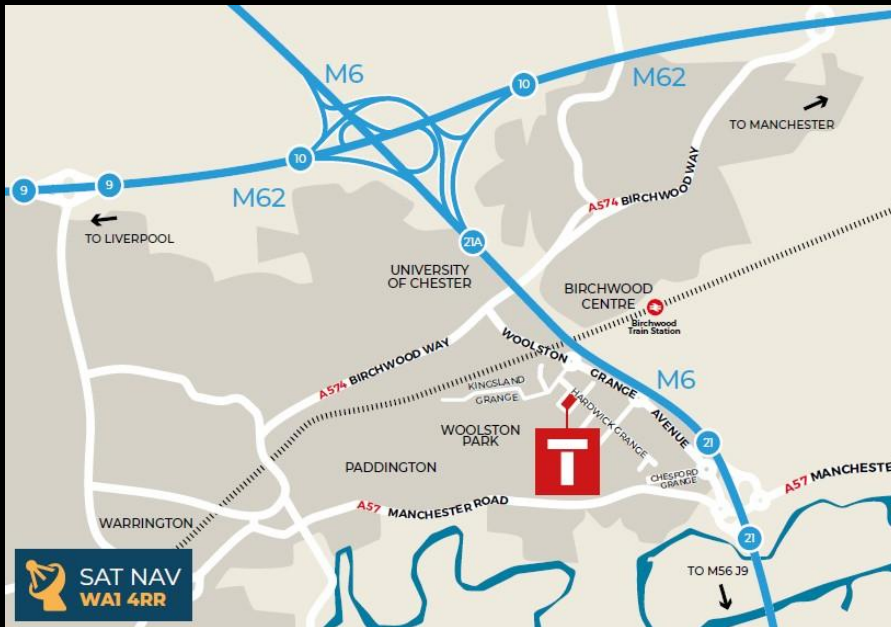 M6
10
M62
TO MANCHESTER
10
9
9
M62
A574 BIRCHWOOD WAY
TO LIVERPOOL
21A
UNIVERSITY
OF CHESTER
BIRCHWOOD
CENTRE
Birchwood
Train Station
A574 BIRCHWOOD WAY
WOOLSTON GRANGE AVENUE
M6
KINGSLAND
GRANGE
HARDWICK GRANGE
WOOLSTON
PARK
T
21
PADDINGTON
CHESFORD
GRANGE
A57 MANCHESTER
A57 MANCHESTER ROAD
WARRINGTON
21
TO M56 J9
SAT NAV
WA1 4RR